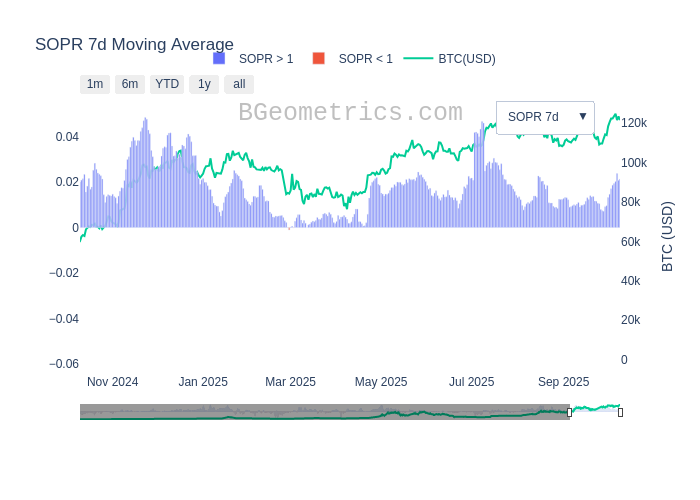 SOPR 7d Moving Average
SOPR > 1
SOPR < 1
BTC(USD)
1m
6m
YTD
1y
all
BGeometrics.com
SOPR 7d ▼
0.04
0.02
0
−0.02
−0.04
−0.06
120k
100k
80k
60k
40k
20k
0
BTC (USD)
Nov 2024
Jan 2025
Mar 2025
May 2025
Jul 2025
Sep 2025